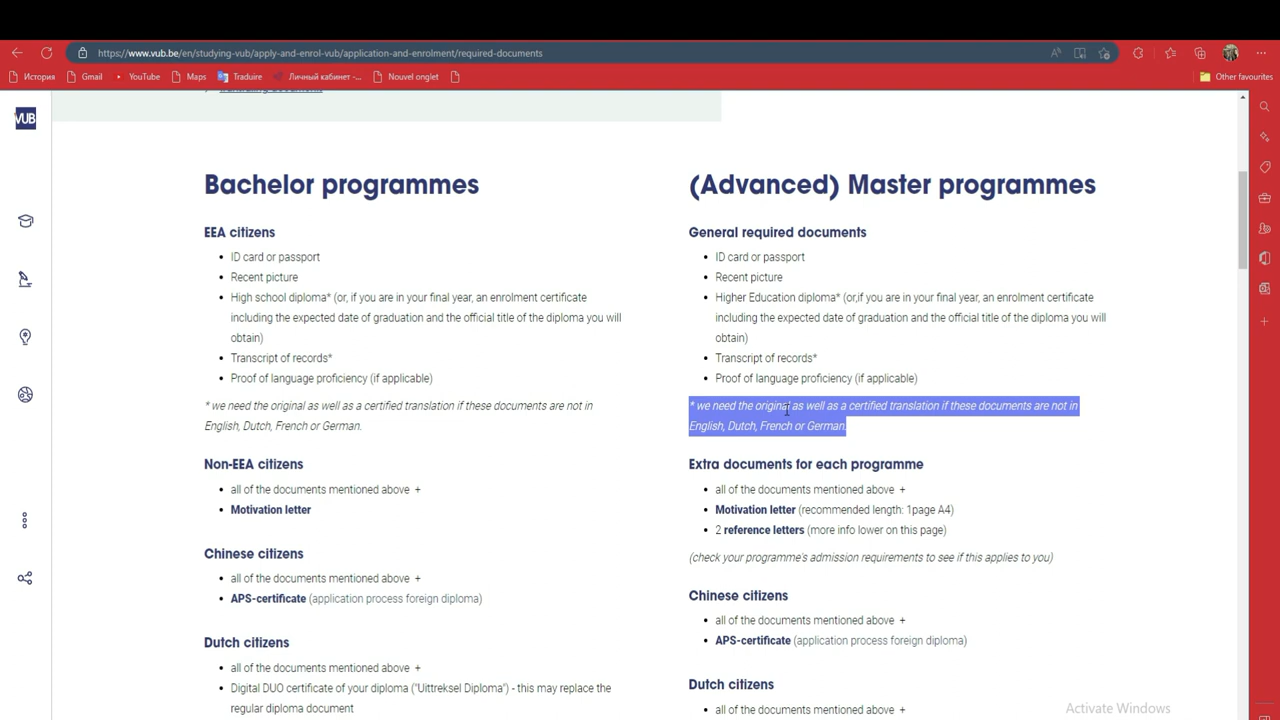 https://www.vub.be/en/studying-vub/apply-and-enrol-vub/application-and-enrolment/required-documents
История Gmail YouTube Maps Traduire Личный кабинет -... Nouvel onglet Other favourites
VUB
translating documents
Bachelor programmes
EEA citizens
• ID card or passport
• Recent picture
• High school diploma* (or, if you are in your final year, an enrolment certificate
including the expected date of graduation and the official title of the diploma you will
obtain)
• Transcript of records*
• Proof of language proficiency (if applicable)
* we need the original as well as a certified translation if these documents are not in
English, Dutch, French or German.
Non-EEA citizens
• all of the documents mentioned above +
• Motivation letter
Chinese citizens
• all of the documents mentioned above +
• APS-certificate (application process foreign diploma)
Dutch citizens
• all of the documents mentioned above +
• Digital DUO certificate of your diploma ("Uittreksel Diploma") - this may replace the
regular diploma document
(Advanced) Master programmes
General required documents
• ID card or passport
• Recent picture
• Higher Education diploma* (or,if you are in your final year, an enrolment certificate
including the expected date of graduation and the official title of the diploma you will
obtain)
• Transcript of records*
• Proof of language proficiency (if applicable)
* we need the original as well as a certified translation if these documents are not in
English, Dutch, French or German.
Extra documents for each programme
• all of the documents mentioned above +
• Motivation letter (recommended length: 1page A4)
• 2 reference letters (more info lower on this page)
(check your programme's admission requirements to see if this applies to you)
Chinese citizens
• all of the documents mentioned above +
• APS-certificate (application process foreign diploma)
Dutch citizens
• all of the documents mentioned above +
Activate Windows